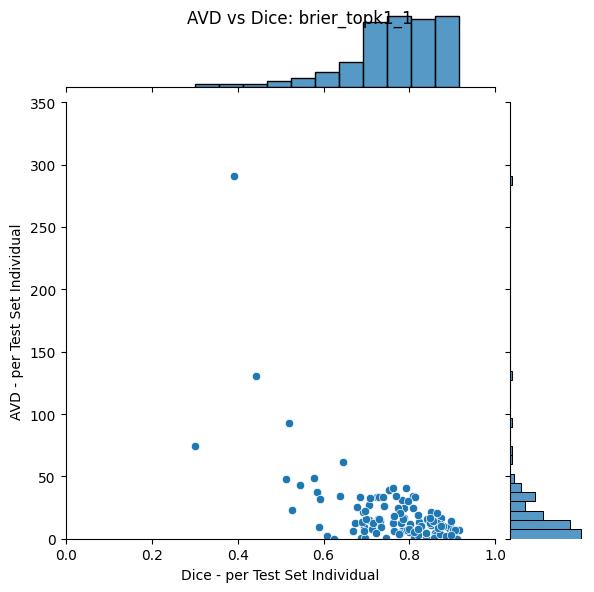 AVD vs Dice: brier_topk1_1
350
300
250
200
150
100
50
0
AVD - per Test Set Individual
0.0 0.2 0.4 0.6 0.8 1.0
Dice - per Test Set Individual